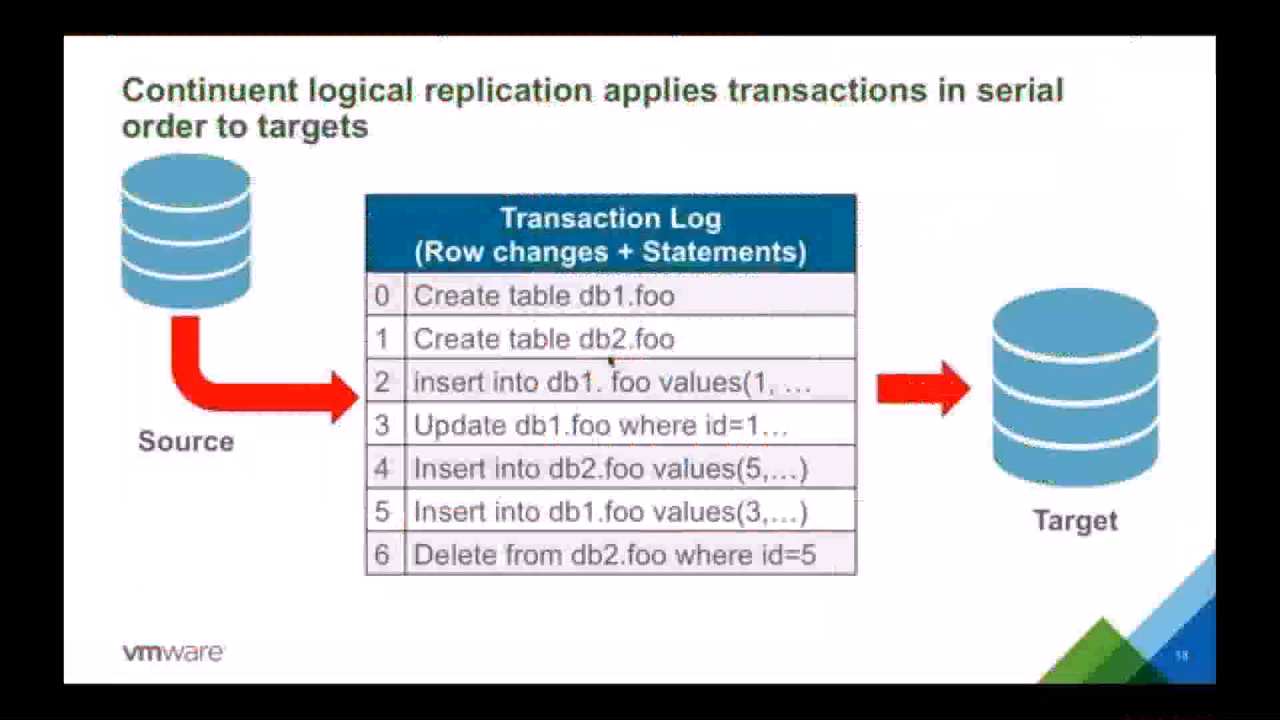 Continuent logical replication applies transactions in serial
order to targets
Transaction Log
(Row changes + Statements)
0 Create table db1.foo
1 Create table db2.foo
2 insert into db1. foo values(1, …
3 Update db1.foo where id=1…
4 Insert into db2.foo values(5,…)
5 Insert into db1.foo values(3,…)
6 Delete from db2.foo where id=5
Source
Target
vmware
18